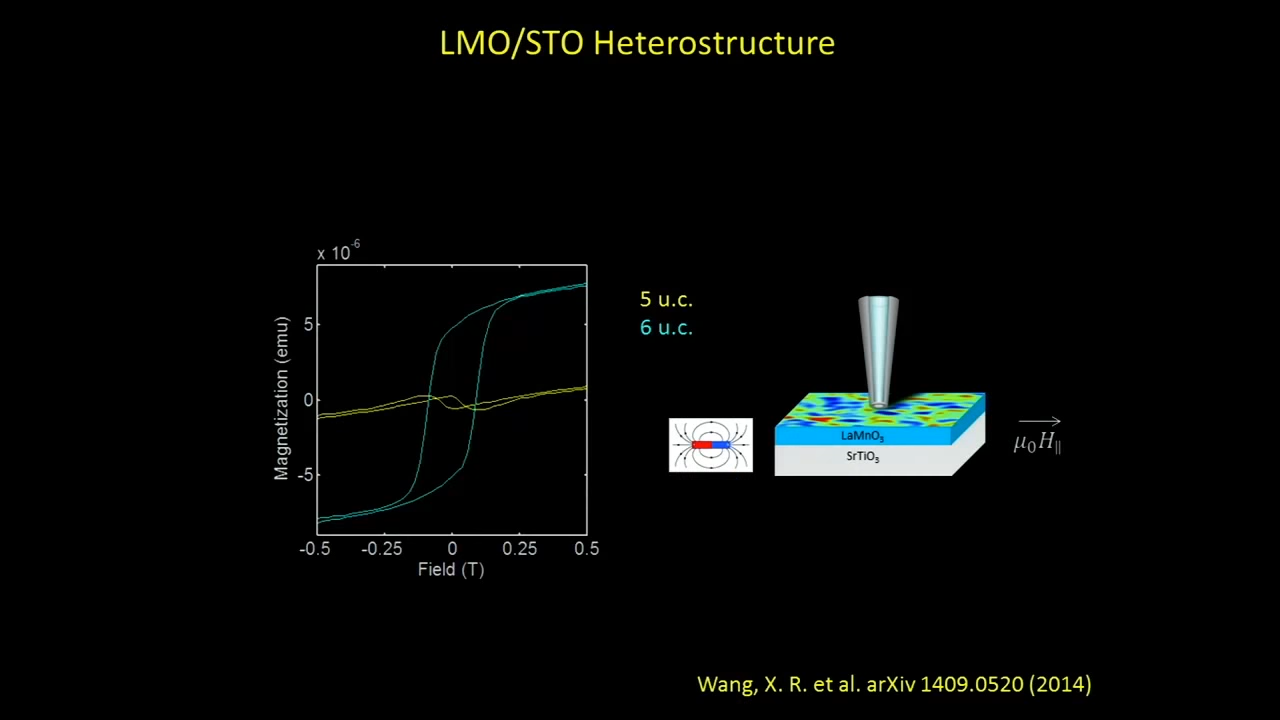 LMO/STO Heterostructure
x 10-6
5
0
-5
-0.5 -0.25 0 0.25 0.5
Magnetization (emu)
Field (T)
5 u.c.
6 u.c.
LaMnO3
SrTiO3
μ0H∥
Wang, X. R. et al. arXiv 1409.0520 (2014)